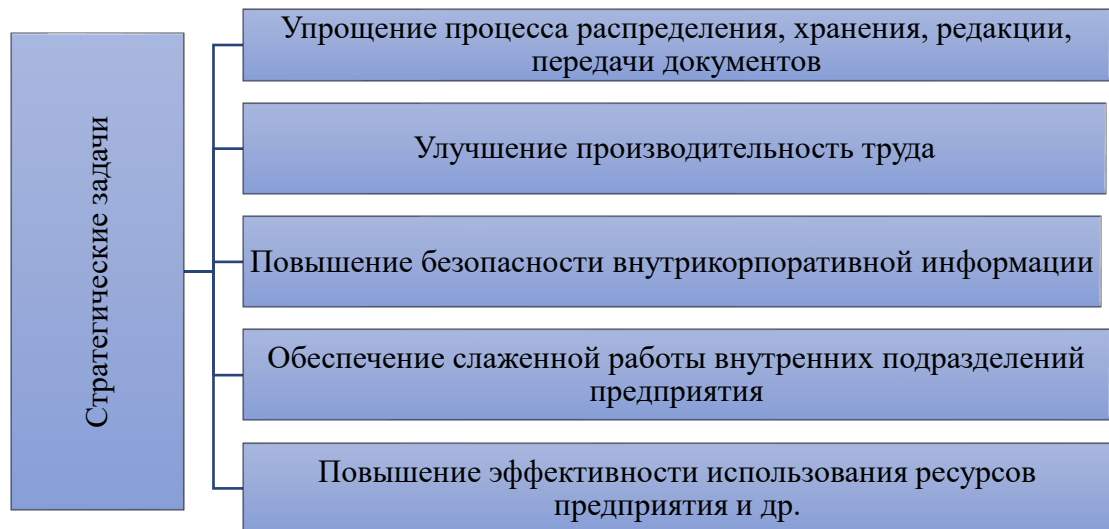 Стратегические задачи
Упрощение процесса распределения, хранения, редакции,
передачи документов
Улучшение производительность труда
Повышение безопасности внутрикорпоративной информации
Обеспечение слаженной работы внутренних подразделений
предприятия
Повышение эффективности использования ресурсов
предприятия и др.